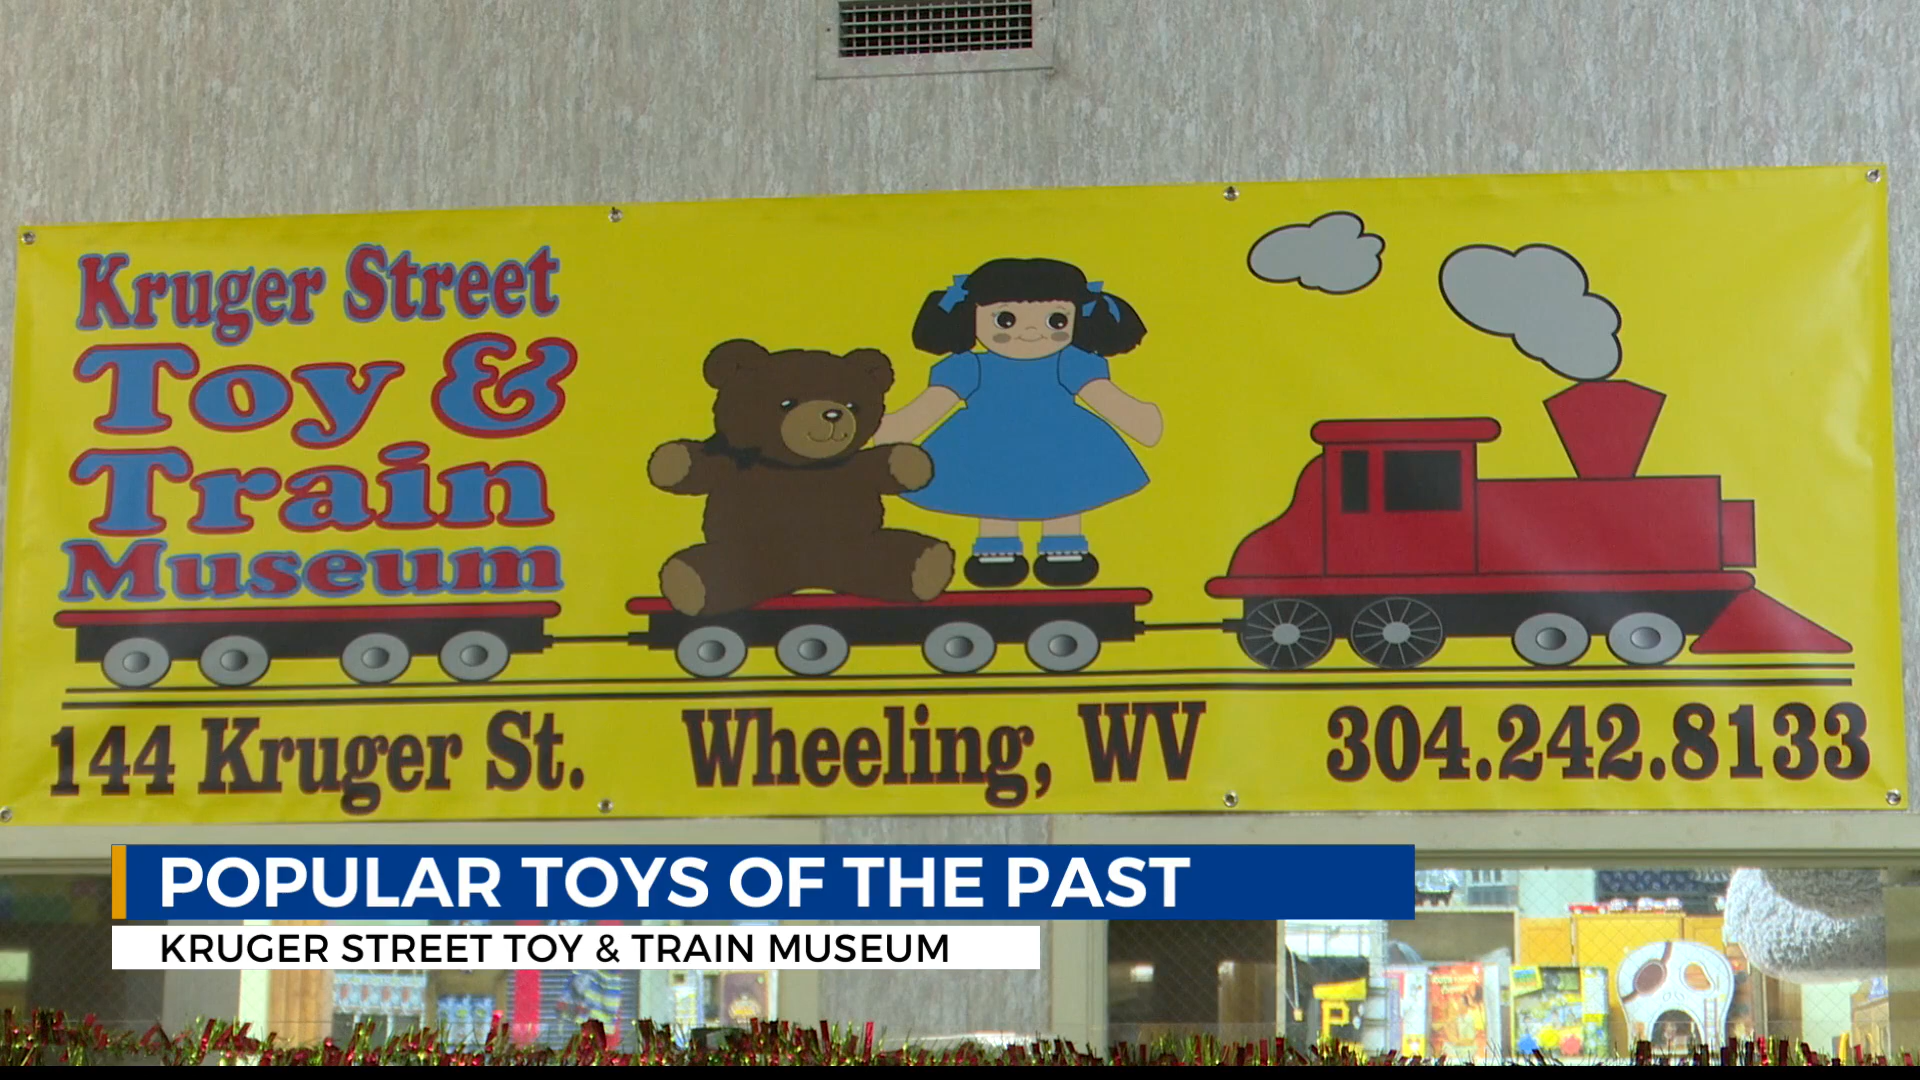 Kruger Street
Toy &
Train
Museum
144 Kruger St. Wheeling, WV 304.242.8133
POPULAR TOYS OF THE PAST
KRUGER STREET TOY & TRAIN MUSEUM
P